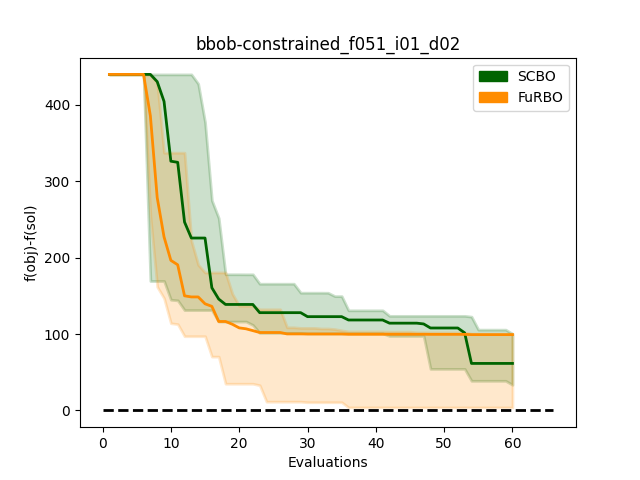 bbob-constrained_f051_i01_d02
SCBO
FuRBO
f(obj)-f(sol)
400
300
200
100
0
0 10 20 30 40 50 60
Evaluations